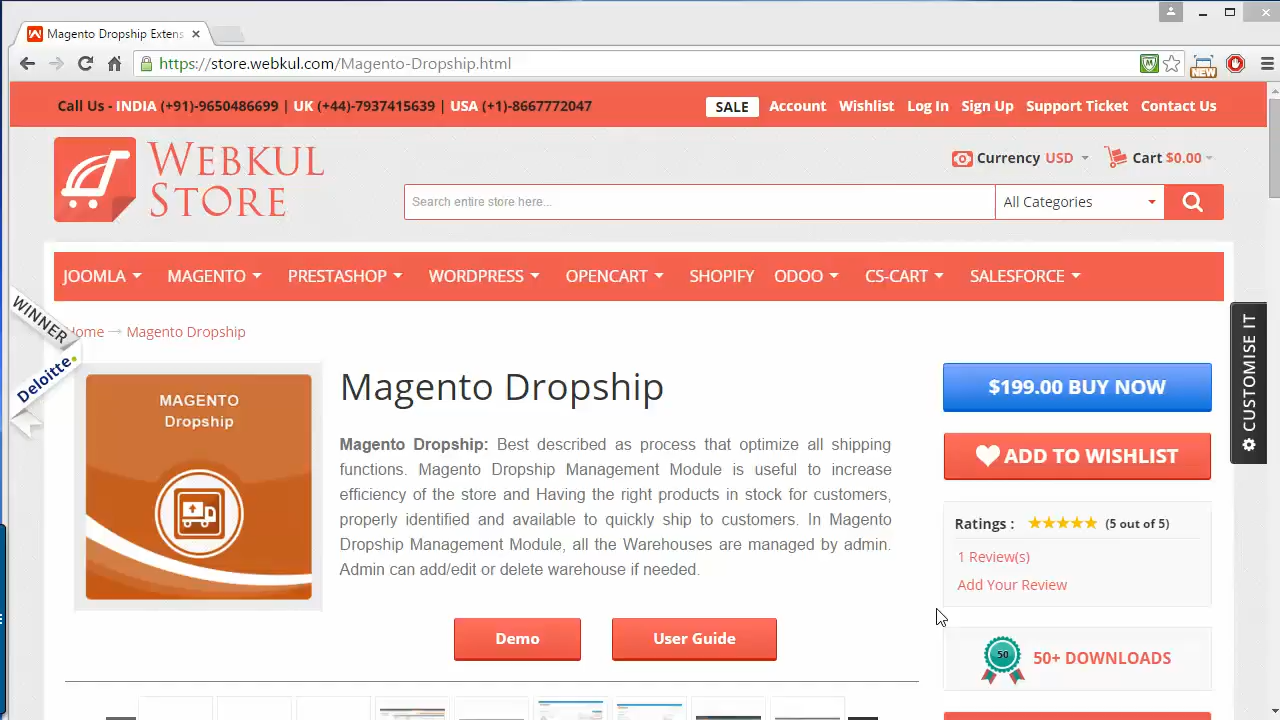 Magento Dropship Extens
https://store.webkul.com/Magento-Dropship.html
NEW
Call Us - INDIA (+91)-9650486699 | UK (+44)-7937415639 | USA (+1)-8667772047
SALE Account Wishlist Log In Sign Up Support Ticket Contact Us
WEBKUL
STORE
Currency USD Cart $0.00
Search entire store here...
All Categories
JOOMLA MAGENTO PRESTASHOP WORDPRESS OPENCART SHOPIFY ODOO CS-CART SALESFORCE
WINNER
Deloitte.
Home → Magento Dropship
CUSTOMISE IT
MAGENTO
Dropship
Magento Dropship
Magento Dropship: Best described as process that optimize all shipping
functions. Magento Dropship Management Module is useful to increase
efficiency of the store and Having the right products in stock for customers,
properly identified and available to quickly ship to customers. In Magento
Dropship Management Module, all the Warehouses are managed by admin.
Admin can add/edit or delete warehouse if needed.
Demo
User Guide
$199.00 BUY NOW
ADD TO WISHLIST
Ratings : (5 out of 5)
1 Review(s)
Add Your Review
50
50+ DOWNLOADS